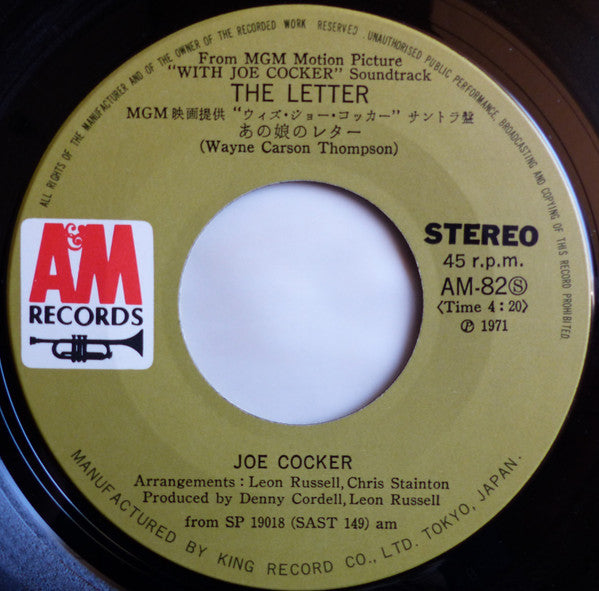 ALL RIGHTS OF THE MANUFACTURER AND OF THE OWNER OF THE RECORDED WORK RESERVED. UNAUTHORISED PUBLIC PERFORMANCE, BROADCASTING AND COPYING OF THIS RECORD PROHIBITED
From MGM Motion Picture
"WITH JOE COCKER" Soundtrack
THE LETTER
MGM 映画提供 "ウィズ・ジョー・コッカー" サントラ盤
あの娘のレター
(Wayne Carson Thompson)
A&M
RECORDS
STEREO
45 r.p.m.
AM-82Ⓢ
〈Time 4:20〉
℗ 1971
JOE COCKER
Arrangements : Leon Russell, Chris Stainton
Produced by Denny Cordell, Leon Russell
from SP 19018 (SAST 149) am
MANUFACTURED BY KING RECORD CO., LTD. TOKYO, JAPAN.